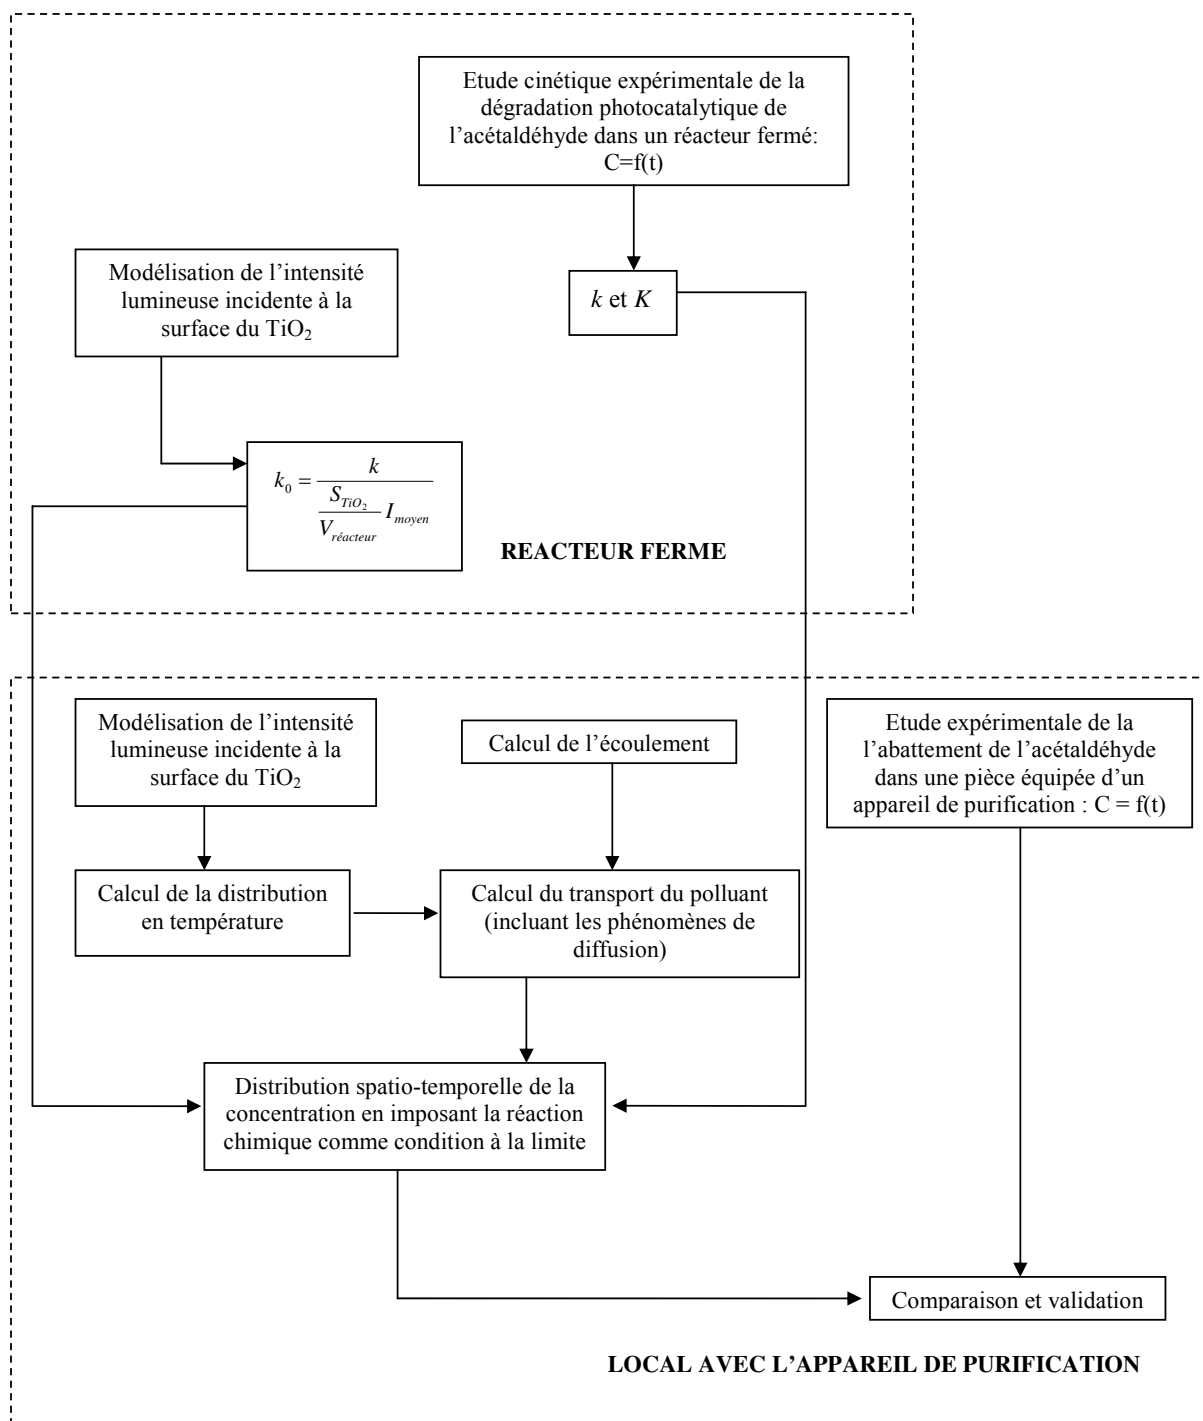 Etude cinétique expérimentale de la
dégradation photocatalytique de
l'acétaldéhyde dans un réacteur fermé:
C=f(t)
Modélisation de l'intensité
lumineuse incidente à la
surface du TiO₂
k et K
k₀ = k / (S_TiO₂ / V_réacteur I_moyen)
REACTEUR FERME
Modélisation de l'intensité
lumineuse incidente à la
surface du TiO₂
Calcul de l'écoulement
Etude expérimentale de la
l'abattement de l'acétaldéhyde
dans une pièce équipée d'un
appareil de purification : C = f(t)
Calcul de la distribution
en température
Calcul du transport du polluant
(incluant les phénomènes de
diffusion)
Distribution spatio-temporelle de la
concentration en imposant la réaction
chimique comme condition à la limite
Comparaison et validation
LOCAL AVEC L'APPAREIL DE PURIFICATION